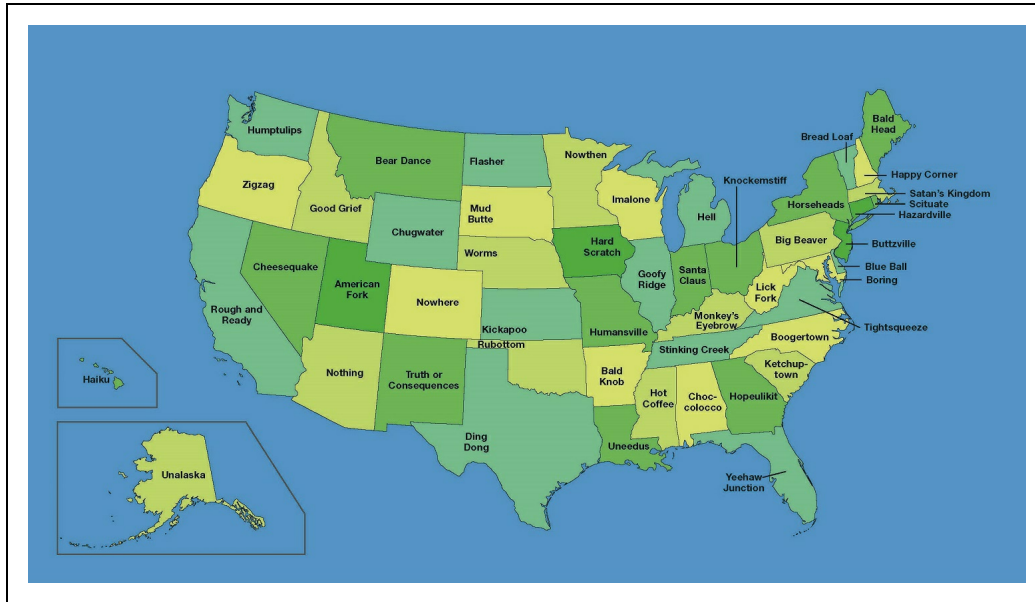 Bald
Head
Bread Loaf
Humptulips
Nowthen
Bear Dance
Flasher
Happy Corner
Knockemstiff
Zigzag
Satan's Kingdom
Imalone
Scituate
Good Grief
Mud
Butte
Hell
Horseheads
Hazardville
Chugwater
Big Beaver
Buttzville
Hard
Scratch
Worms
Cheesequake
Goofy
Ridge
Santa
Claus
Blue Ball
American
Fork
Lick
Fork
Boring
Nowhere
Rough and
Ready
Monkey's
Eyebrow
Kickapoo
Humansville
Tightsqueeze
Boogertown
Rubottom
Stinking Creek
Nothing
Truth or
Consequences
Bald
Knob
Ketchup-
town
Haiku
Hot
Coffee
Choc-
colocco
Hopeulikit
Ding
Dong
Uneedus
Unalaska
Yeehaw
Junction